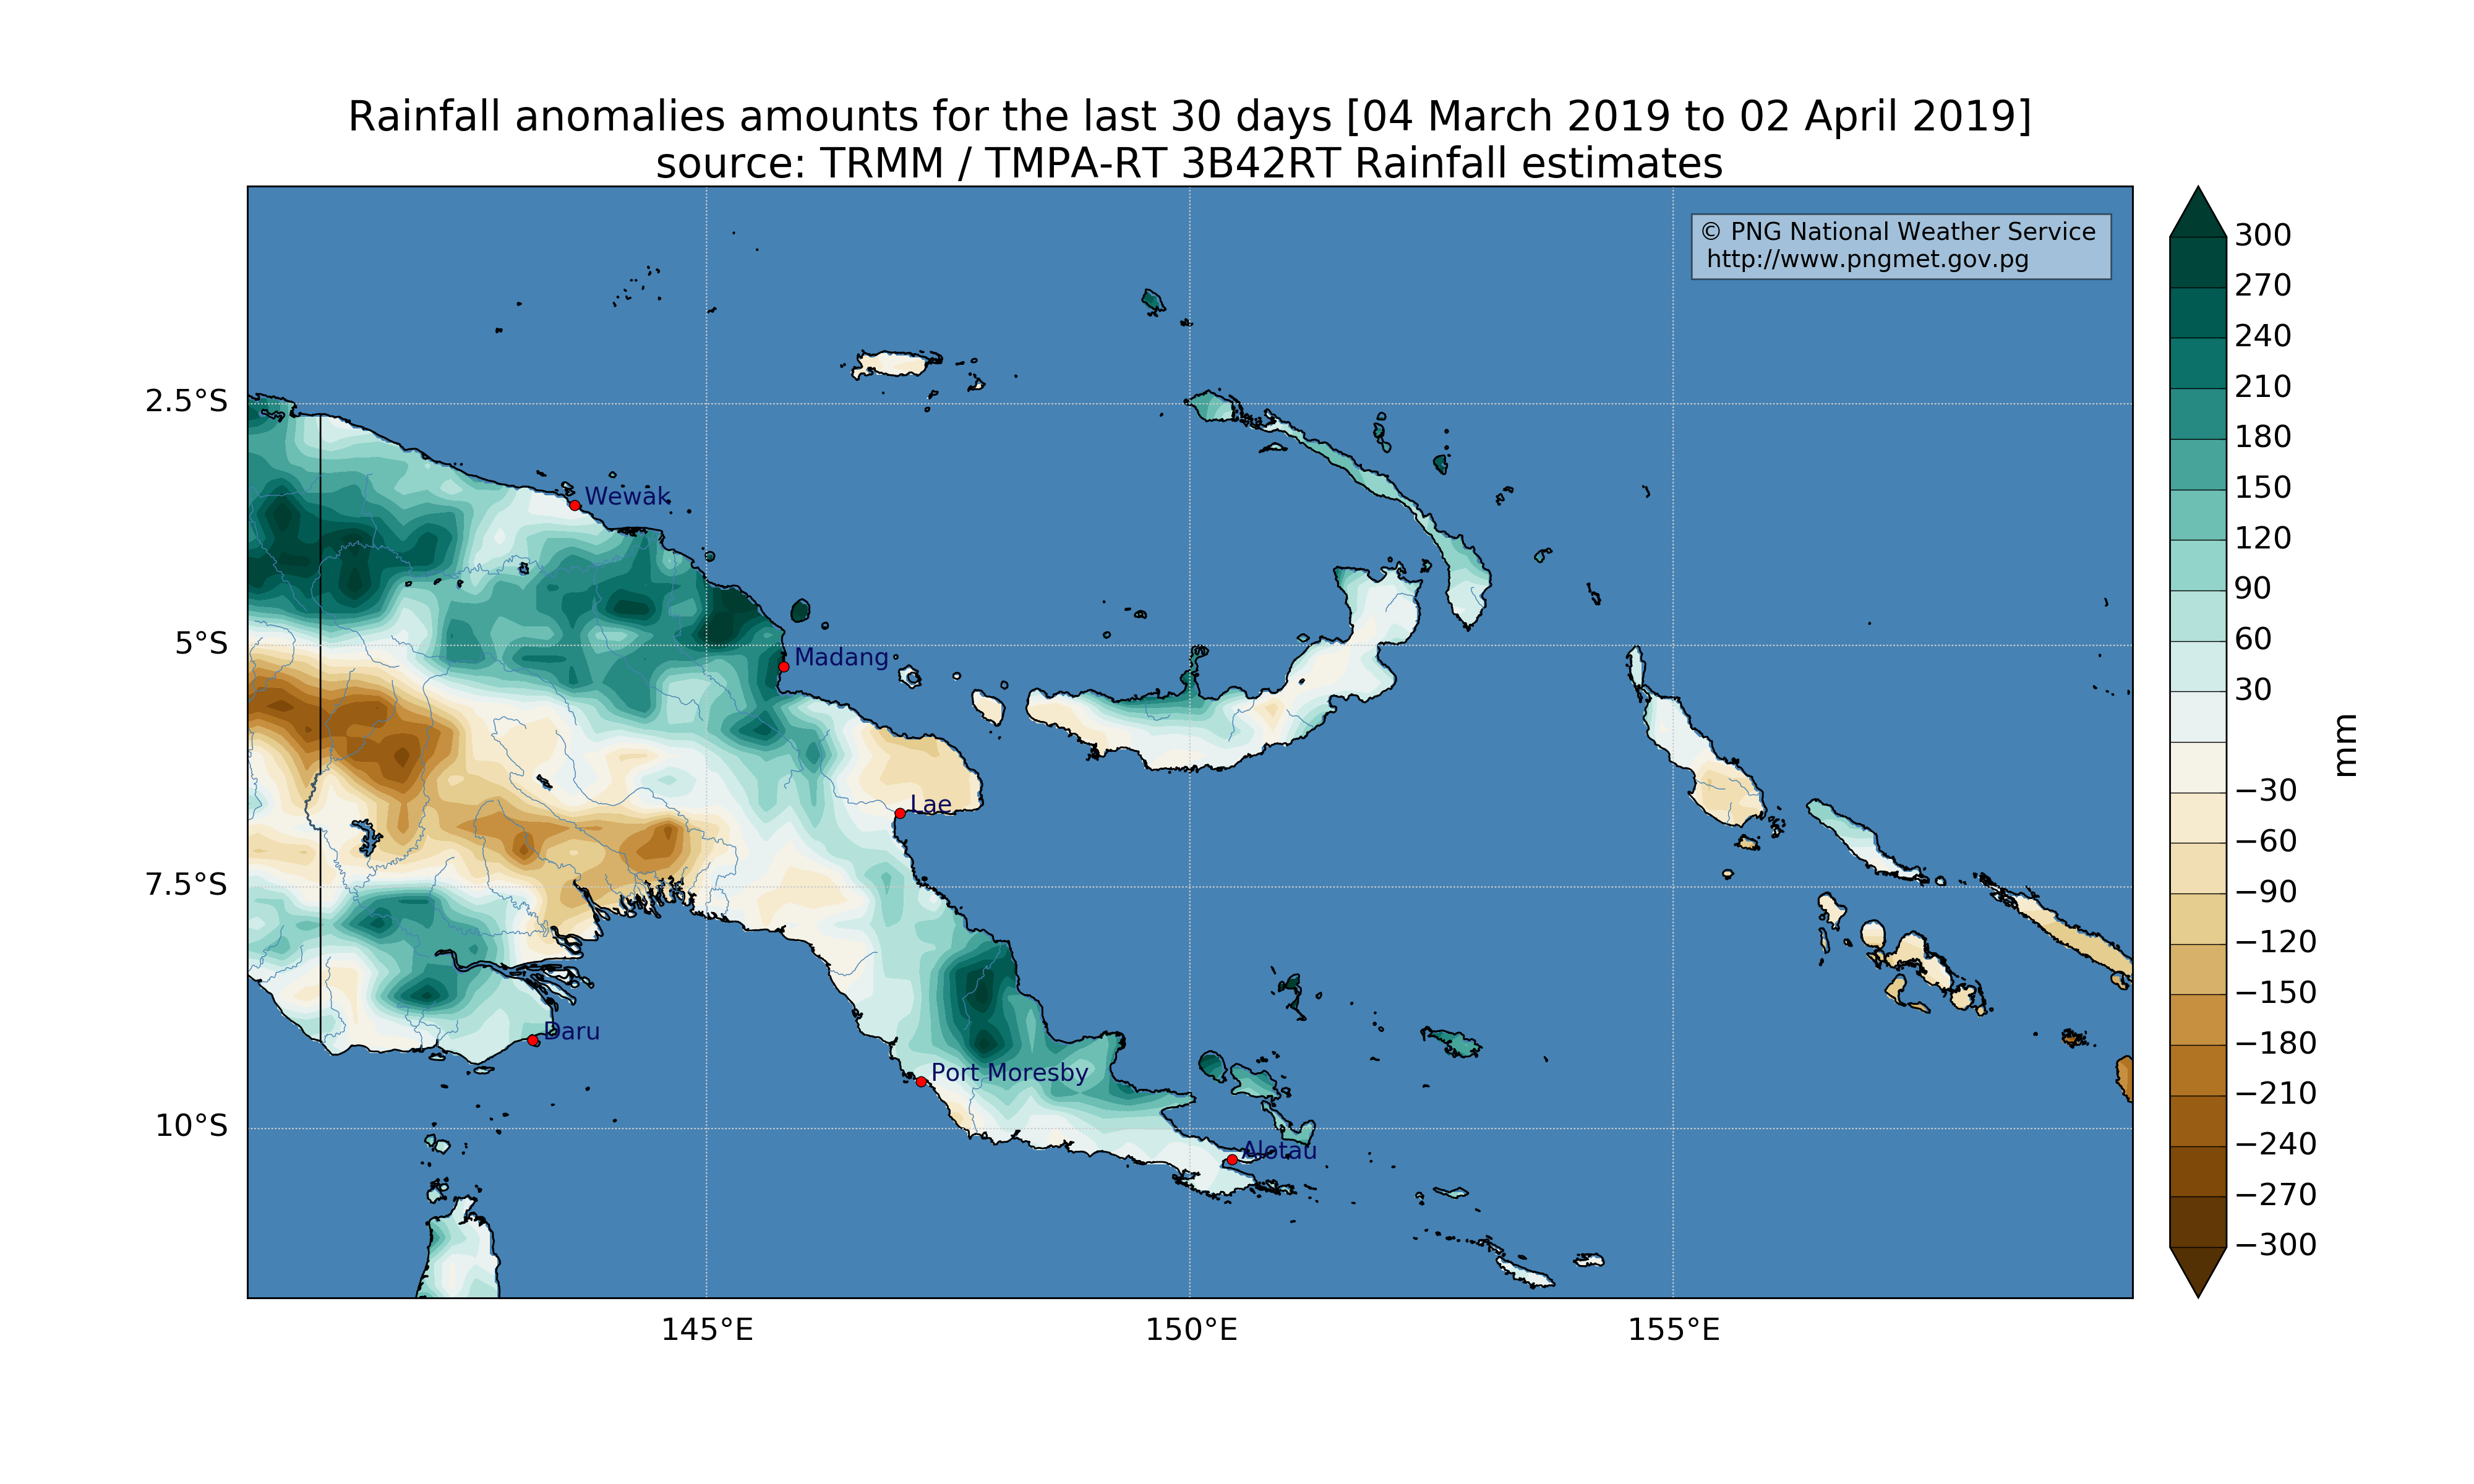 Rainfall anomalies amounts for the last 30 days [04 March 2019 to 02 April 2019]
source: TRMM / TMPA-RT 3B42RT Rainfall estimates
© PNG National Weather Service
http://www.pngmet.gov.pg
2.5°S
5°S
7.5°S
10°S
Wewak
Madang
Lae
Daru
Port Moresby
Alotau
145°E
150°E
155°E
300
270
240
210
180
150
120
90
60
30
−30
−60
−90
−120
−150
−180
−210
−240
−270
−300
mm